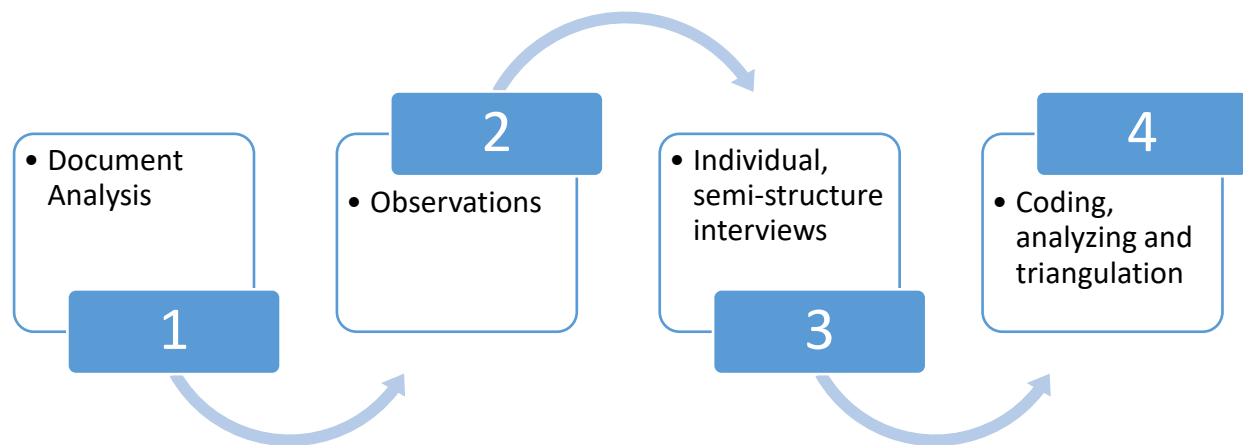 • Document
Analysis
1
2
• Observations
• Individual,
semi-structure
interviews
3
4
• Coding,
analyzing and
triangulation